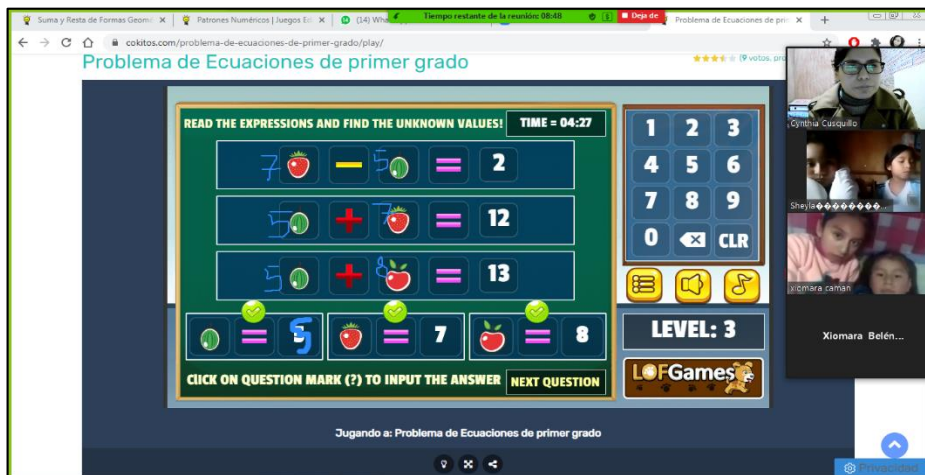 Suma y Resta de Formas Geomé
Patrones Numéricos | Juegos Ed
(14) Wha
Tiempo restante de la reunión: 08:48
Deja de
Problema de Ecuaciones de prin
cokitos.com/problema-de-ecuaciones-de-primer-grado/play/
Problema de Ecuaciones de primer grado
(9 votos, pro
READ THE EXPRESSIONS AND FIND THE UNKNOWN VALUES!
TIME = 04:27
7 − 5 = 2
5 + 7 = 12
5 + 8 = 13
= 5
= 7
= 8
CLICK ON QUESTION MARK (?) TO INPUT THE ANSWER
NEXT QUESTION
1 2 3
4 5 6
7 8 9
0 CLR
LEVEL: 3
LOFGames
Cynthia Cusquillo
Sheyla
xiomara caman
Xiomara Belén...
Jugando a: Problema de Ecuaciones de primer grado
Privacidad